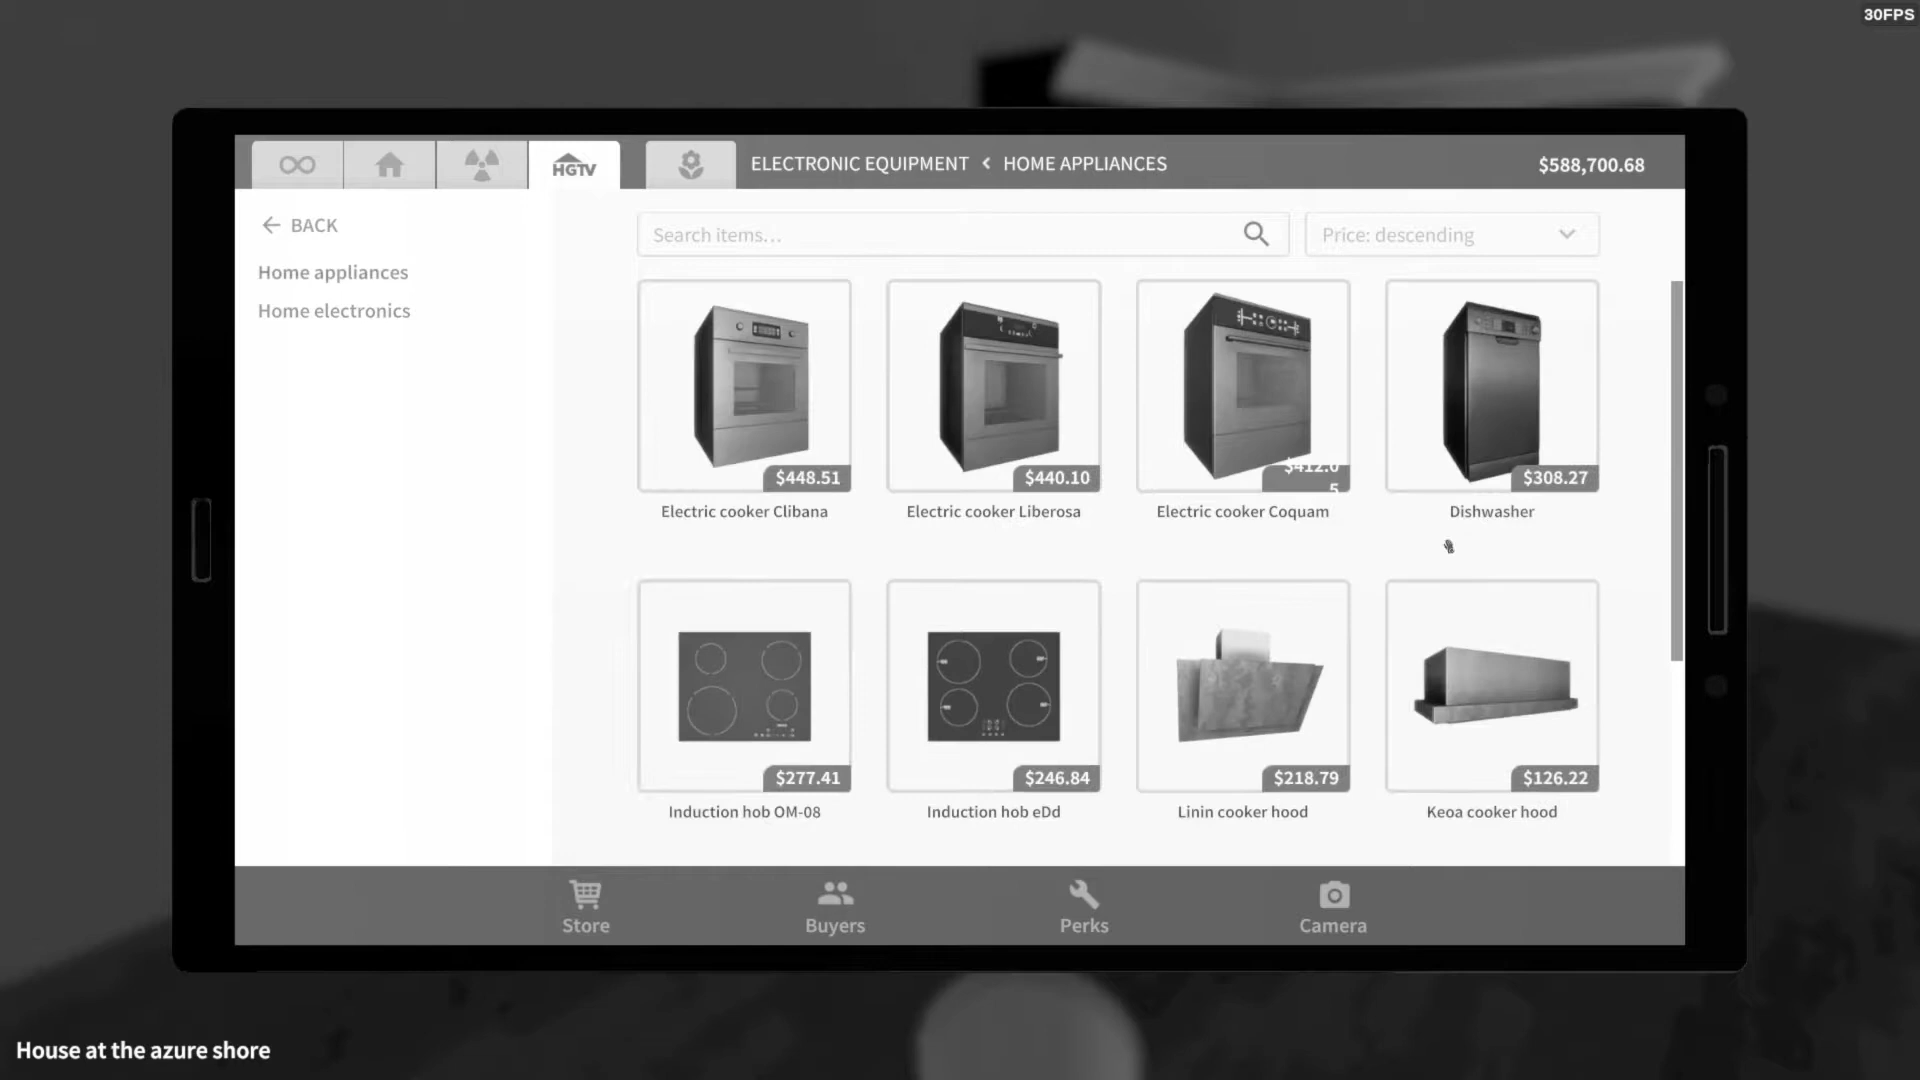 30FPS
HGTV
ELECTRONIC EQUIPMENT < HOME APPLIANCES
$588,700.68
BACK
Home appliances
Home electronics
Search items...
Price: descending
$448.51
$440.10
$412.0
5
$308.27
Electric cooker Clibana
Electric cooker Liberosa
Electric cooker Coquam
Dishwasher
$277.41
$246.84
$218.79
$126.22
Induction hob OM-08
Induction hob eDd
Linin cooker hood
Keoa cooker hood
Store
Buyers
Perks
Camera
House at the azure shore